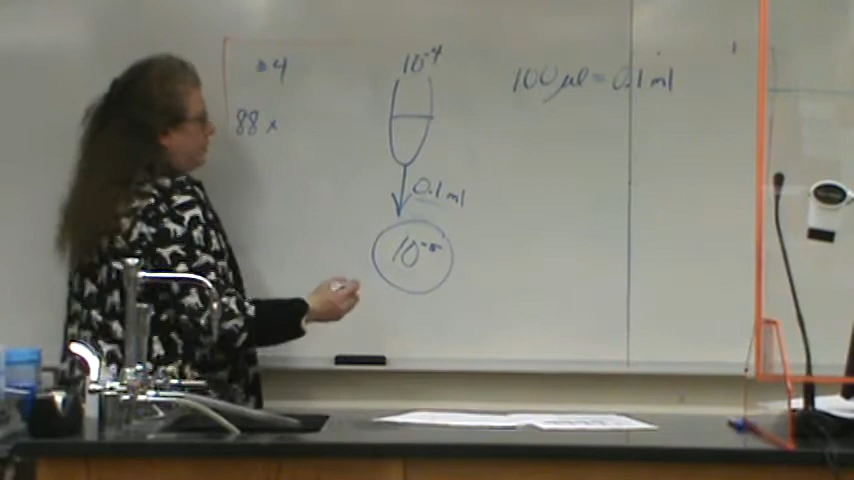 #4
88 x
10⁻⁴
0.1 ml
10⁻⁵
100 µl = 0.1 ml